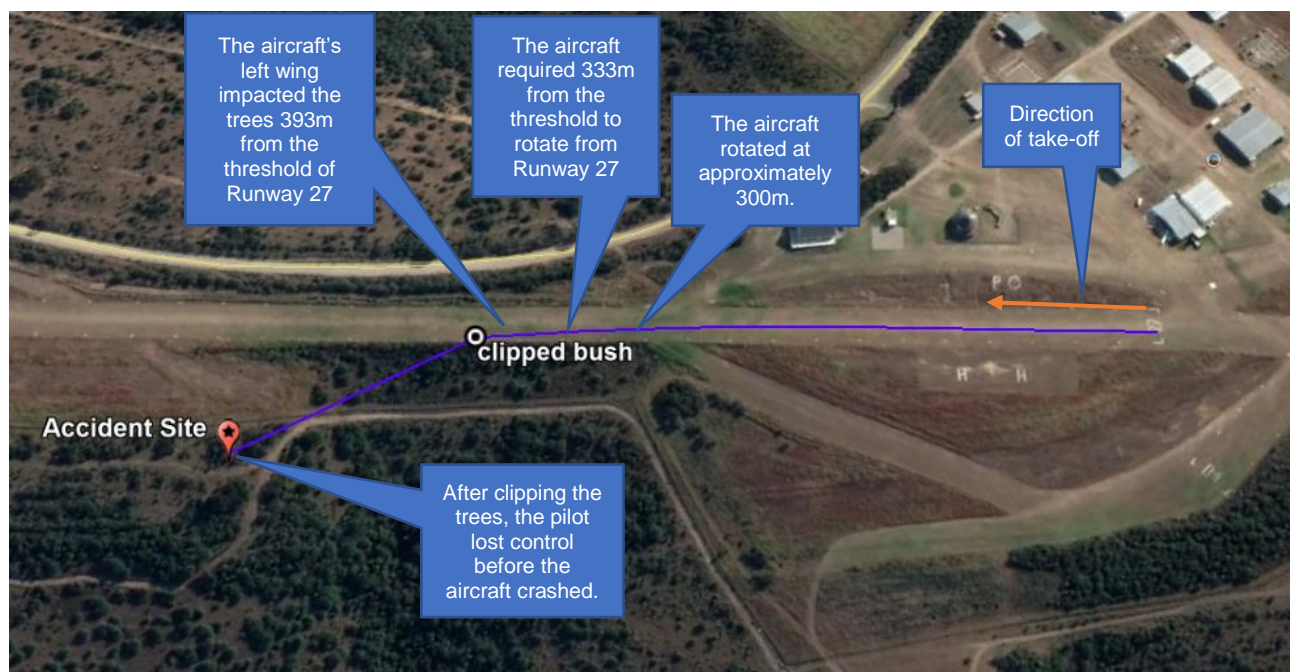 The aircraft's
left wing
impacted the
trees 393m
from the
threshold of
Runway 27
The aircraft
required 333m
from the
threshold to
rotate from
Runway 27
The aircraft
rotated at
approximately
300m.
Direction
of take-off
clipped bush
Accident Site
After clipping the
trees, the pilot
lost control
before the
aircraft crashed.
P
H H